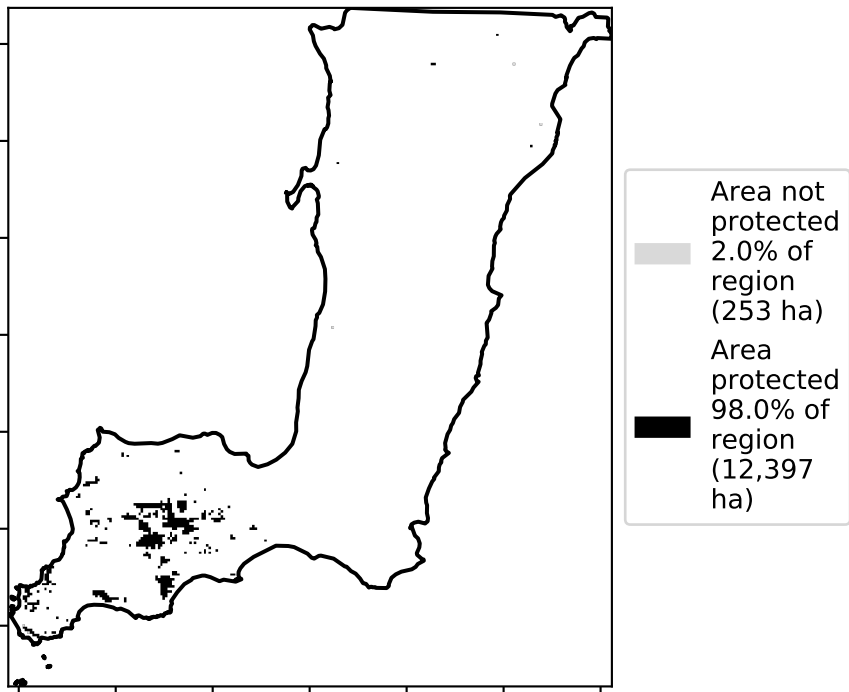 Area not
protected
2.0% of
region
(253 ha)
Area
protected
98.0% of
region
(12,397
ha)